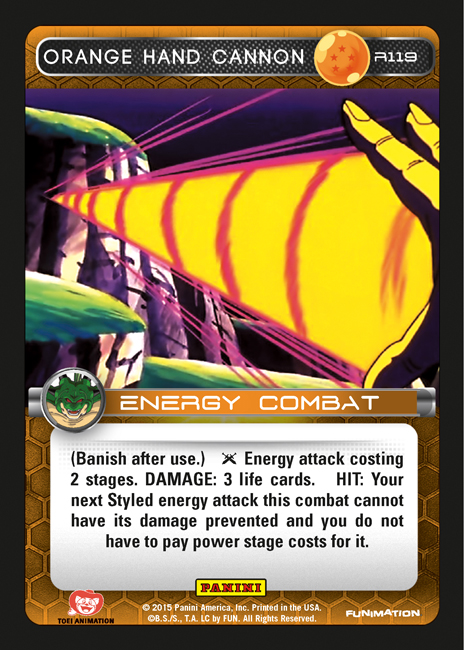 ORANGE HAND CANNON R119
ENERGY COMBAT
(Banish after use.) Energy attack costing
2 stages. DAMAGE: 3 life cards. HIT: Your
next Styled energy attack this combat cannot
have its damage prevented and you do not
have to pay power stage costs for it.
PANINI
TOEI ANIMATION
© 2015 Panini America, Inc. Printed in the USA.
©B.S./S., T.A. LC by FUN. All Rights Reserved.
FUNIMATION